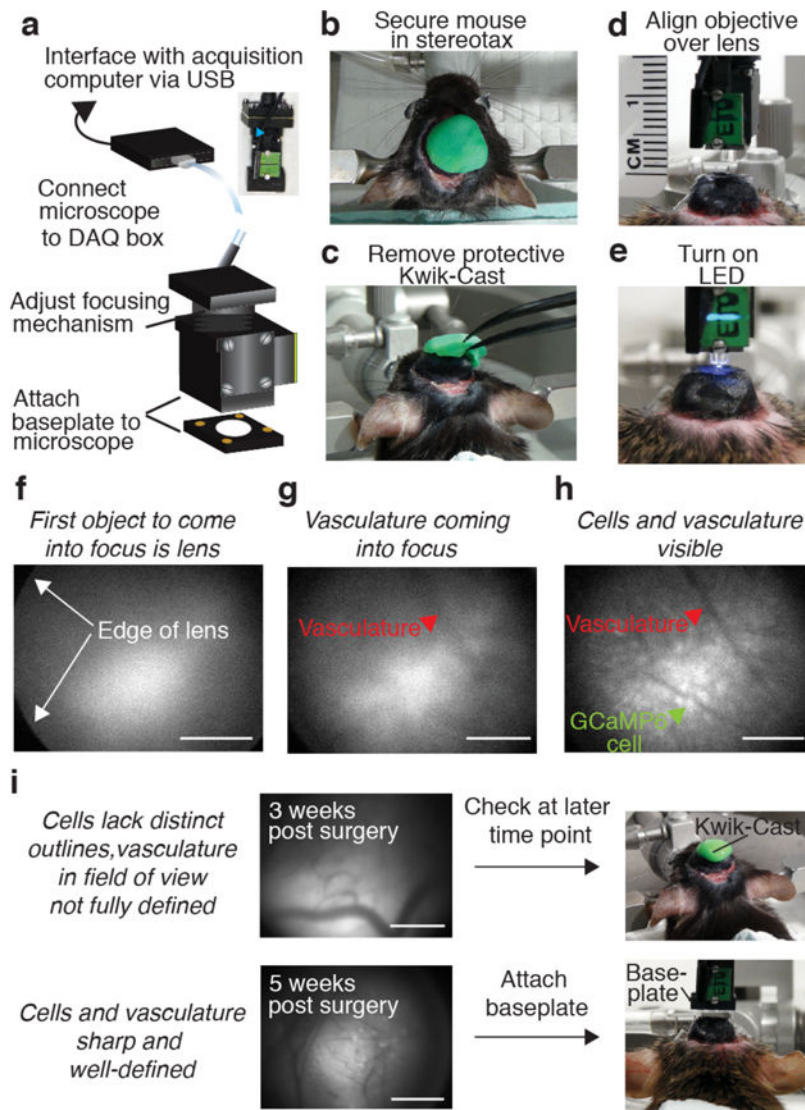 a
Interface with acquisition
computer via USB
Connect
microscope
to DAQ box
Adjust focusing
mechanism
Attach
baseplate to
microscope
b
Secure mouse
in stereotax
c
Remove protective
Kwik-Cast
d
Align objective
over lens
CM
1
ETU
e
Turn on
LED
ETU
f
First object to come
into focus is lens
Edge of lens
g
Vasculature coming
into focus
Vasculature
h
Cells and vasculature
visible
Vasculature
GCaMP6
cell
i
Cells lack distinct
outlines,vasculature
in field of view
not fully defined
3 weeks
post surgery
Check at later
time point
Kwik-Cast
Cells and vasculature
sharp and
well-defined
5 weeks
post surgery
Attach
baseplate
Base-
plate